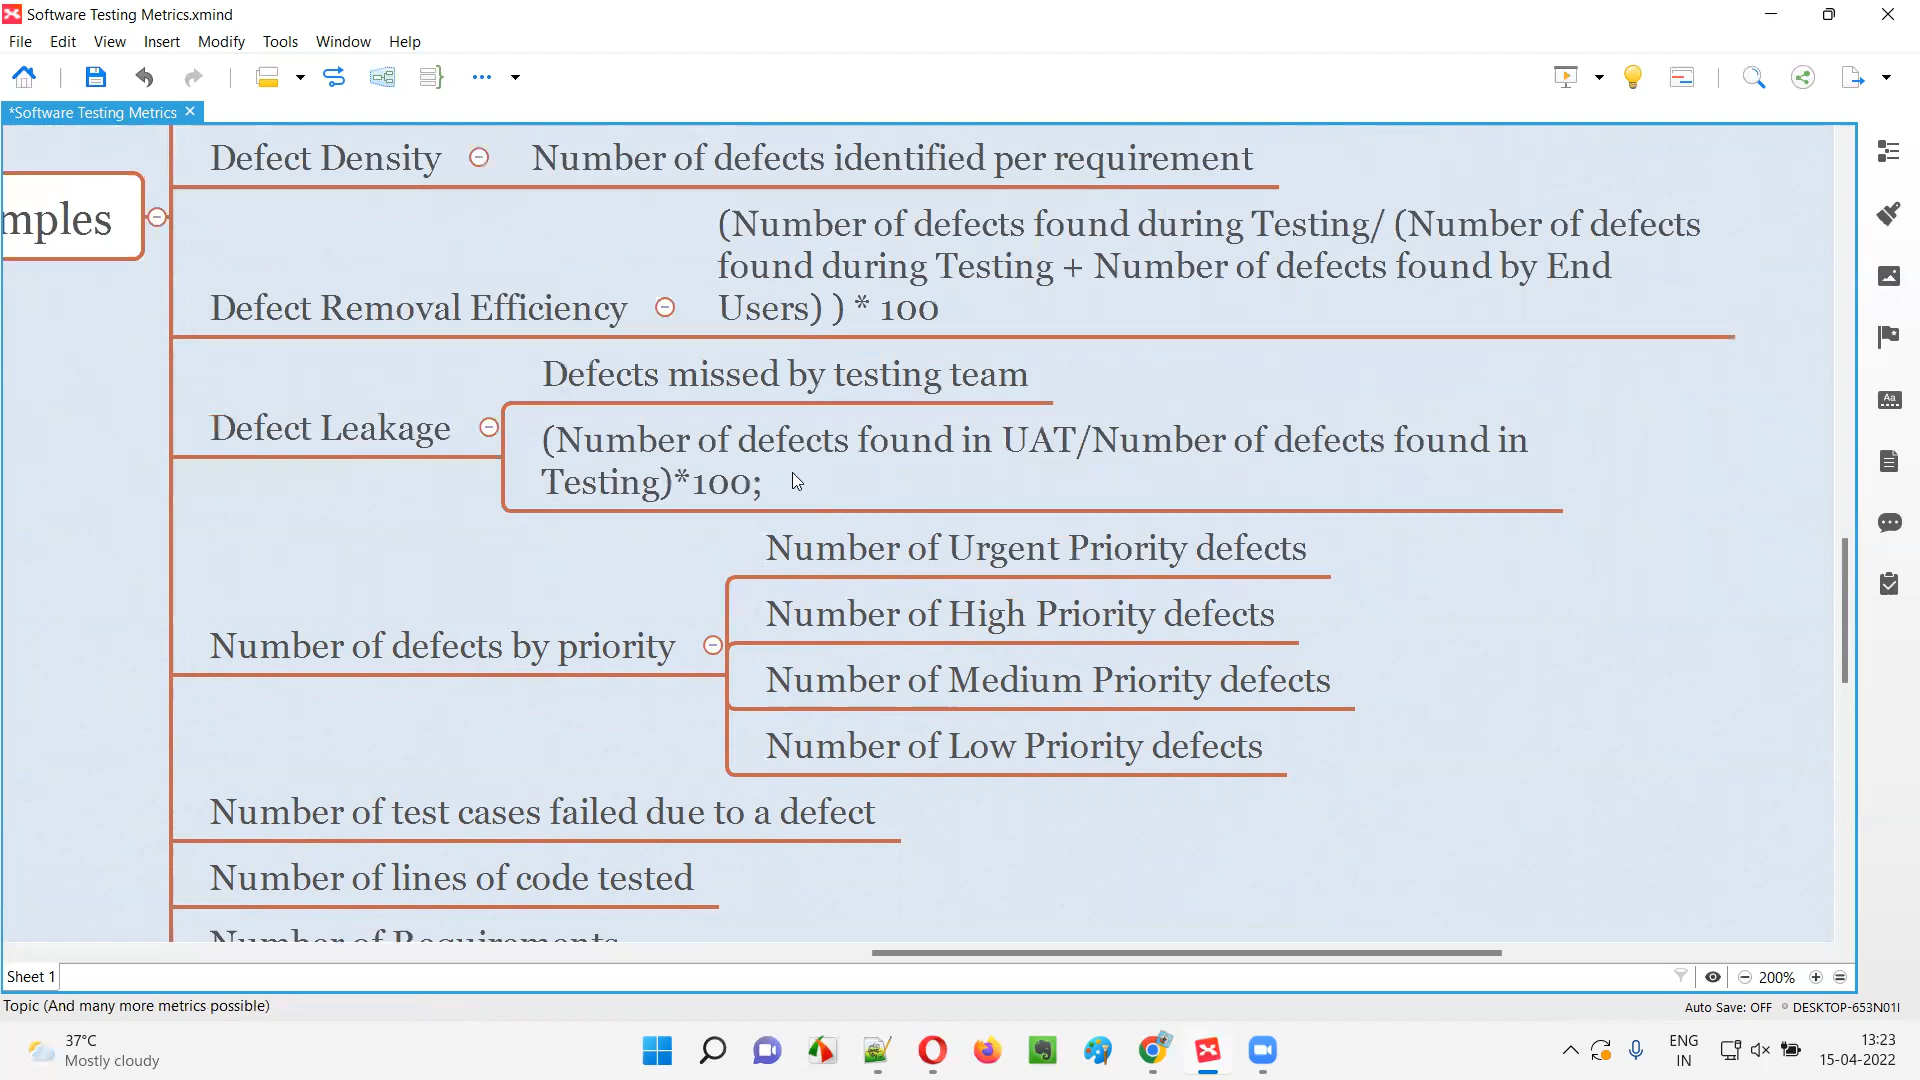 Software Testing Metrics.xmind
File Edit View Insert Modify Tools Window Help
*Software Testing Metrics
Defect Density
Number of defects identified per requirement
mples
(Number of defects found during Testing/ (Number of defects
found during Testing + Number of defects found by End
Users) ) * 100
Defect Removal Efficiency
Defects missed by testing team
Defect Leakage
(Number of defects found in UAT/Number of defects found in
Testing)*100;
Number of Urgent Priority defects
Number of High Priority defects
Number of defects by priority
Number of Medium Priority defects
Number of Low Priority defects
Number of test cases failed due to a defect
Number of lines of code tested
Number of Requirements
Sheet 1
200%
Topic (And many more metrics possible)
Auto Save: OFF
DESKTOP-653N01I
37°C
Mostly cloudy
ENG
IN
13:23
15-04-2022